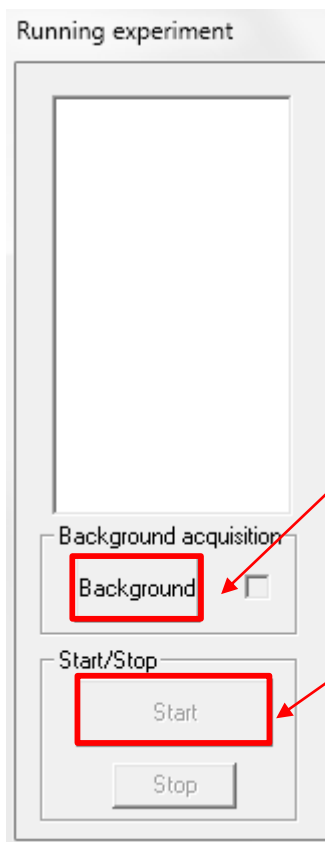 Running experiment
Background acquisition
Background
Start/Stop
Start
Stop